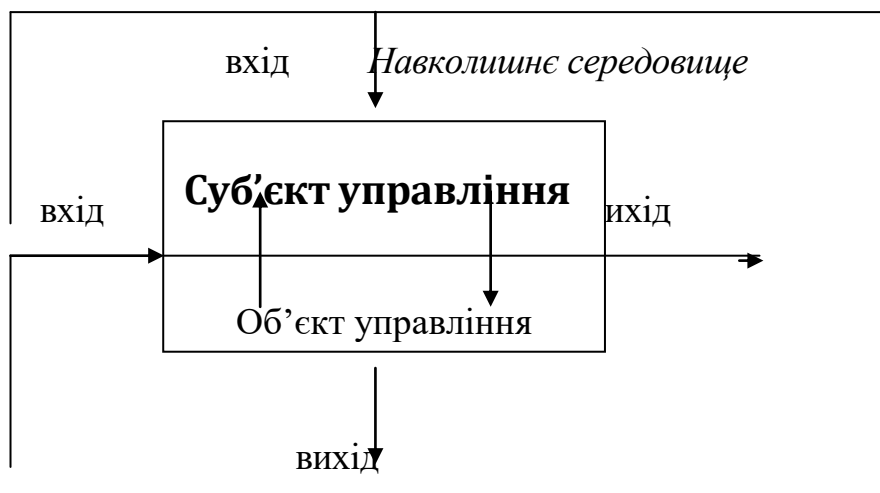 вхід Навколишнє середовище
Суб’єкт управління
вхід ихід
Об’єкт управління
вихід